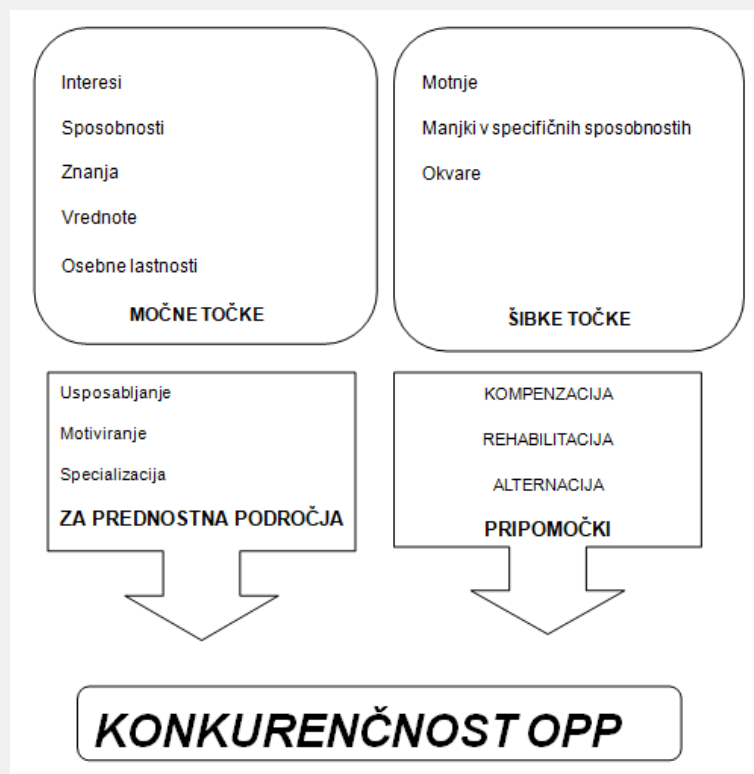 Interesi
Sposobnosti
Znanja
Vrednote
Osebne lastnosti
MOČNE TOČKE
Motnje
Manjki v specifičnih sposobnostih
Okvare
ŠIBKE TOČKE
Usposabljanje
Motiviranje
Specializacija
ZA PREDNOSTNA PODROČJA
KOMPENZACIJA
REHABILITACIJA
ALTERNACIJA
PRIPOMOČKI
KONKURENČNOST OPP